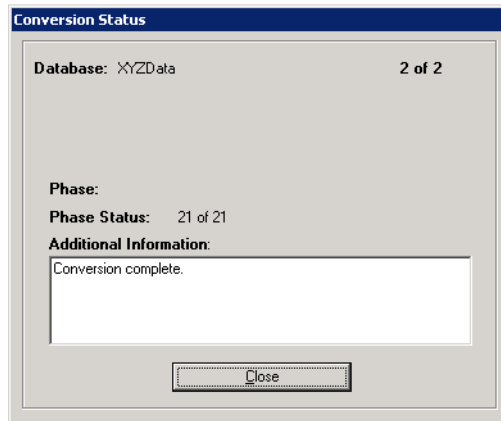 Conversion Status
Database: XYZData 2 of 2
Phase:
Phase Status: 21 of 21
Additional Information:
Conversion complete.
Close